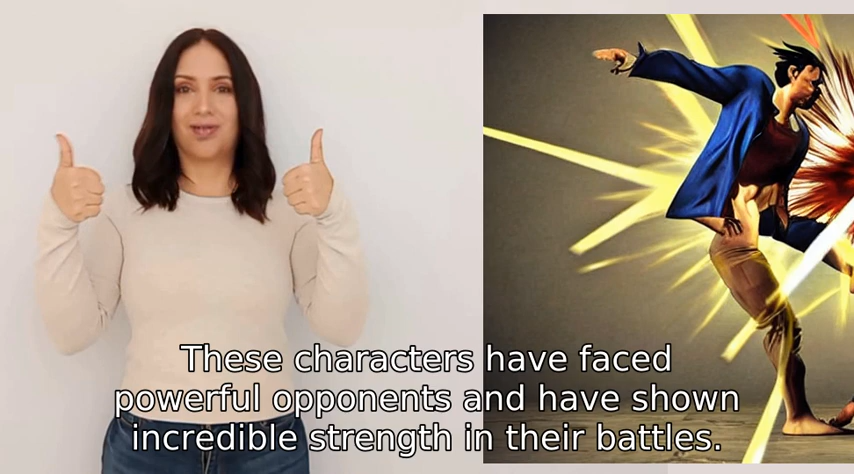 These characters have faced
powerful opponents and have shown
incredible strength in their battles.